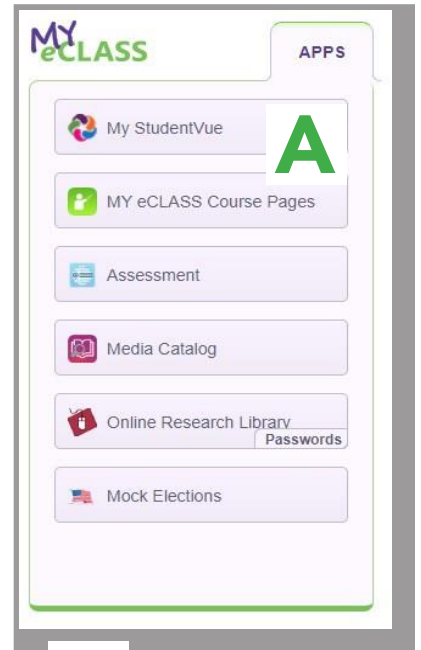 MY eCLASS
APPS
My StudentVue
A
MY eCLASS Course Pages
Assessment
Media Catalog
Online Research Library
Passwords
Mock Elections